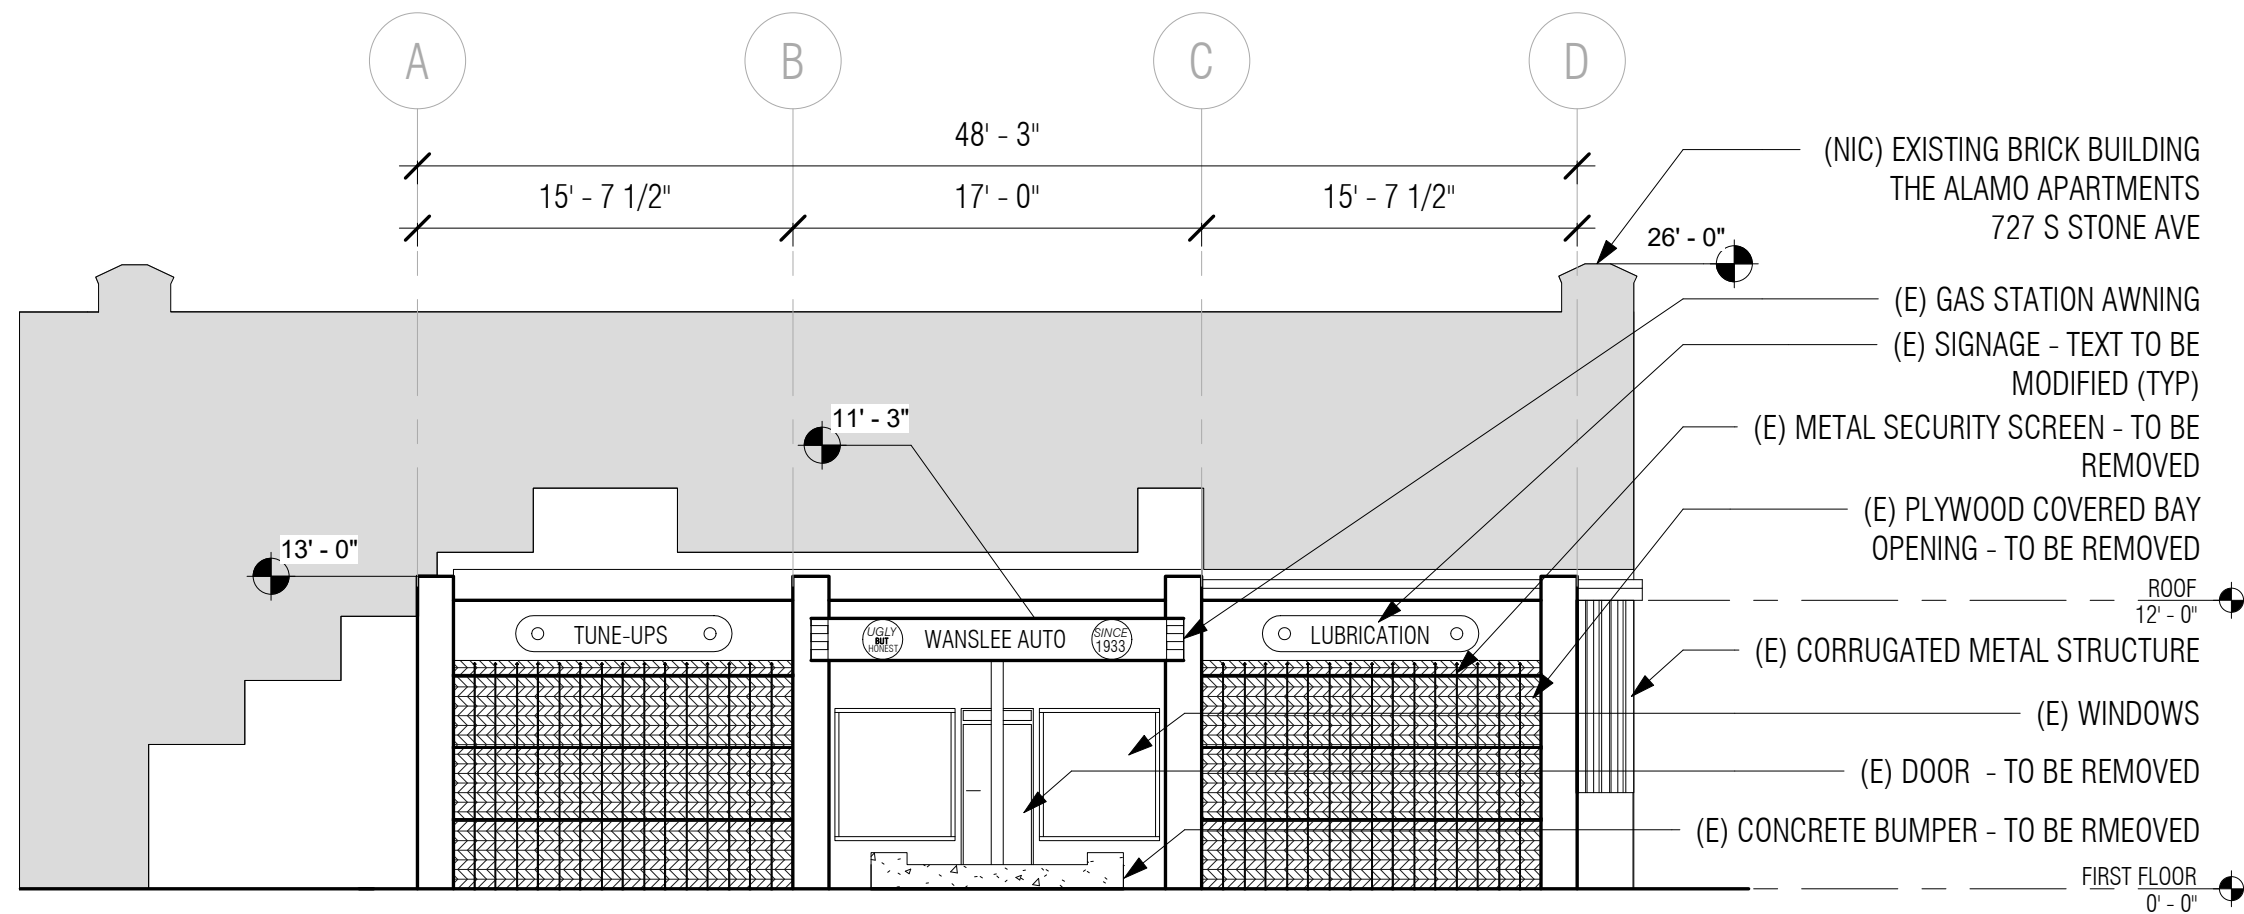 A
B
C
D
48' - 3"
15' - 7 1/2"
17' - 0"
15' - 7 1/2"
(NIC) EXISTING BRICK BUILDING
THE ALAMO APARTMENTS
727 S STONE AVE
26' - 0"
(E) GAS STATION AWNING
(E) SIGNAGE - TEXT TO BE
MODIFIED (TYP)
11' - 3"
(E) METAL SECURITY SCREEN - TO BE
REMOVED
(E) PLYWOOD COVERED BAY
OPENING - TO BE REMOVED
13' - 0"
ROOF
12' - 0"
TUNE-UPS
UGLY
BUT
HONEST
WANSLEE AUTO
SINCE
1933
LUBRICATION
(E) CORRUGATED METAL STRUCTURE
(E) WINDOWS
(E) DOOR - TO BE REMOVED
(E) CONCRETE BUMPER - TO BE RMEOVED
FIRST FLOOR
0' - 0"